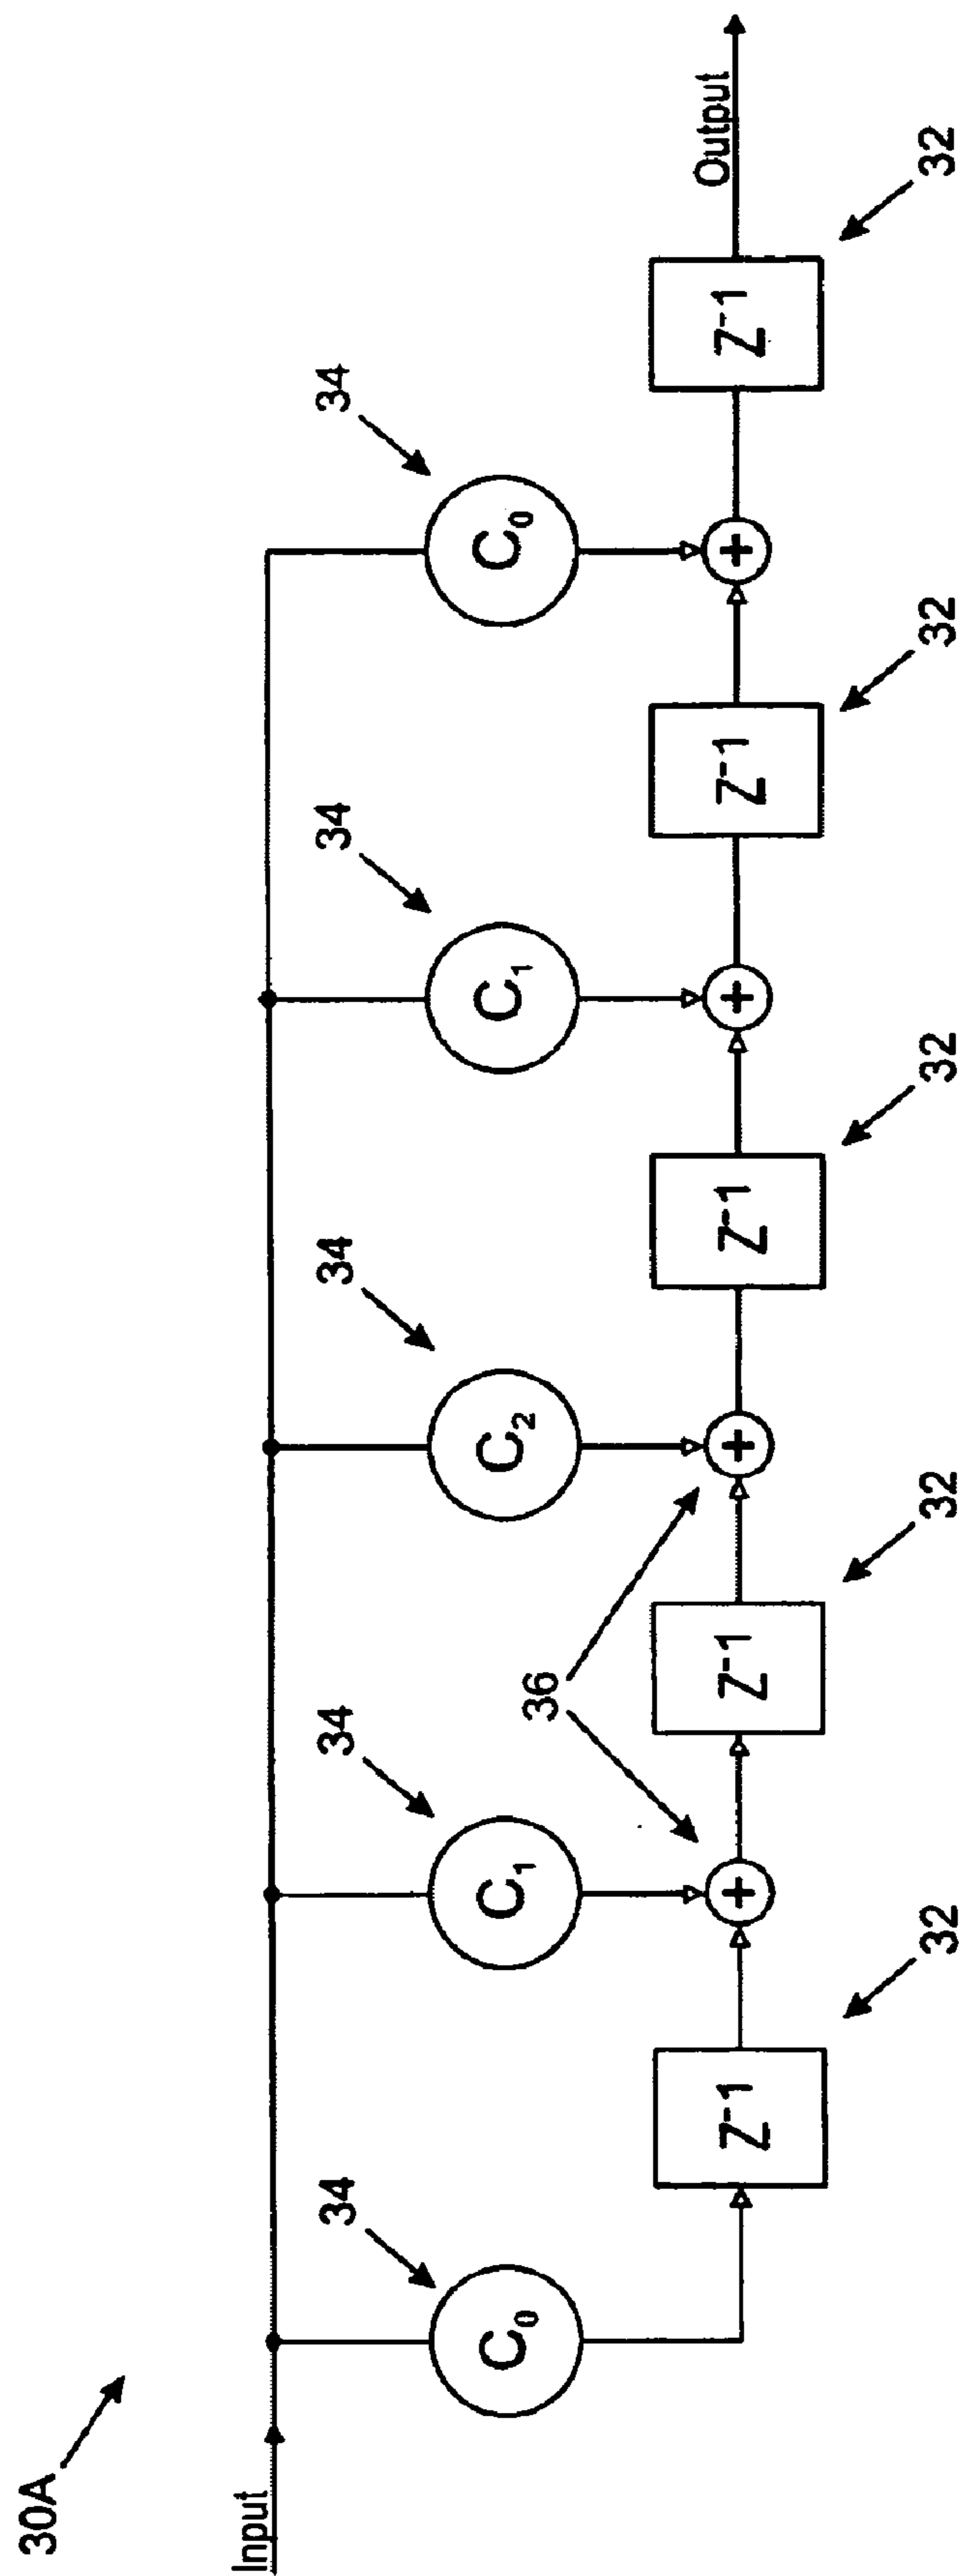 30A
Input
Output
34
34
34
34
34
C₀
C₁
C₂
C₁
C₀
36
Z⁻¹
Z⁻¹
Z⁻¹
Z⁻¹
Z⁻¹
+
+
+
+
32
32
32
32
32